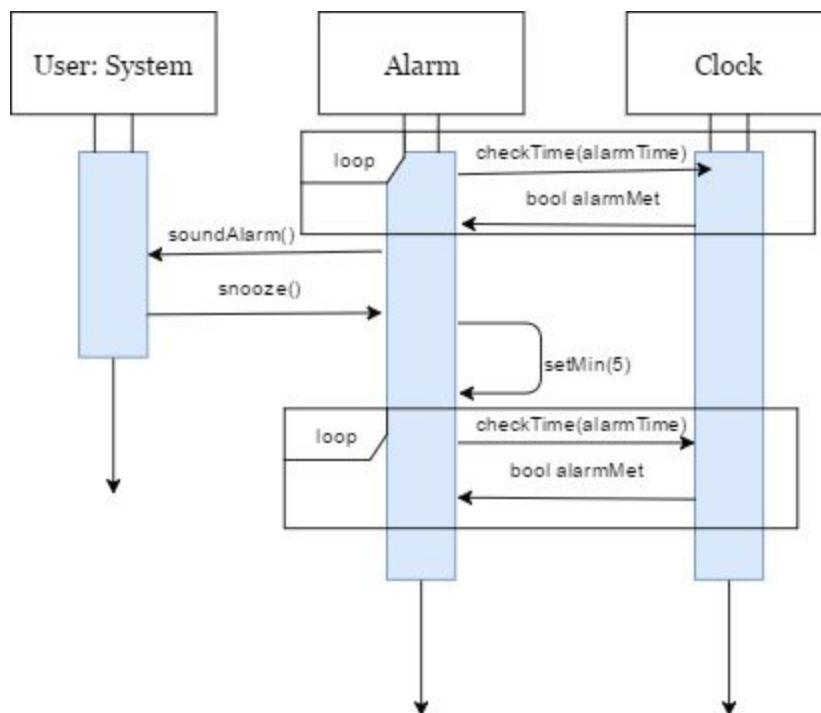 User: System
Alarm
Clock
loop
checkTime(alarmTime)
bool alarmMet
soundAlarm()
snooze()
setMin(5)
loop
checkTime(alarmTime)
bool alarmMet